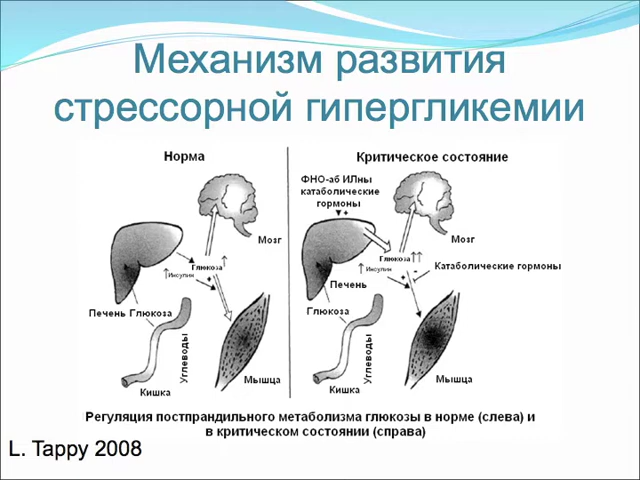 Механизм развития
стрессорной гипергликемии
Норма
Мозг
Глюкоза↑
↑Инсулин
+
Печень Глюкоза
Углеводы
Кишка
Мышца
Критическое состояние
ФНО-аб ИЛны
катаболические
гормоны
▼+
Мозг
Глюкоза↑↑
↑Инсулин
+
-
Катаболические гормоны
Печень
Глюкоза
Углеводы
Кишка
Мышца
Регуляция постпрандильного метаболизма глюкозы в норме (слева) и
в критическом состоянии (справа)
L. Tappy 2008